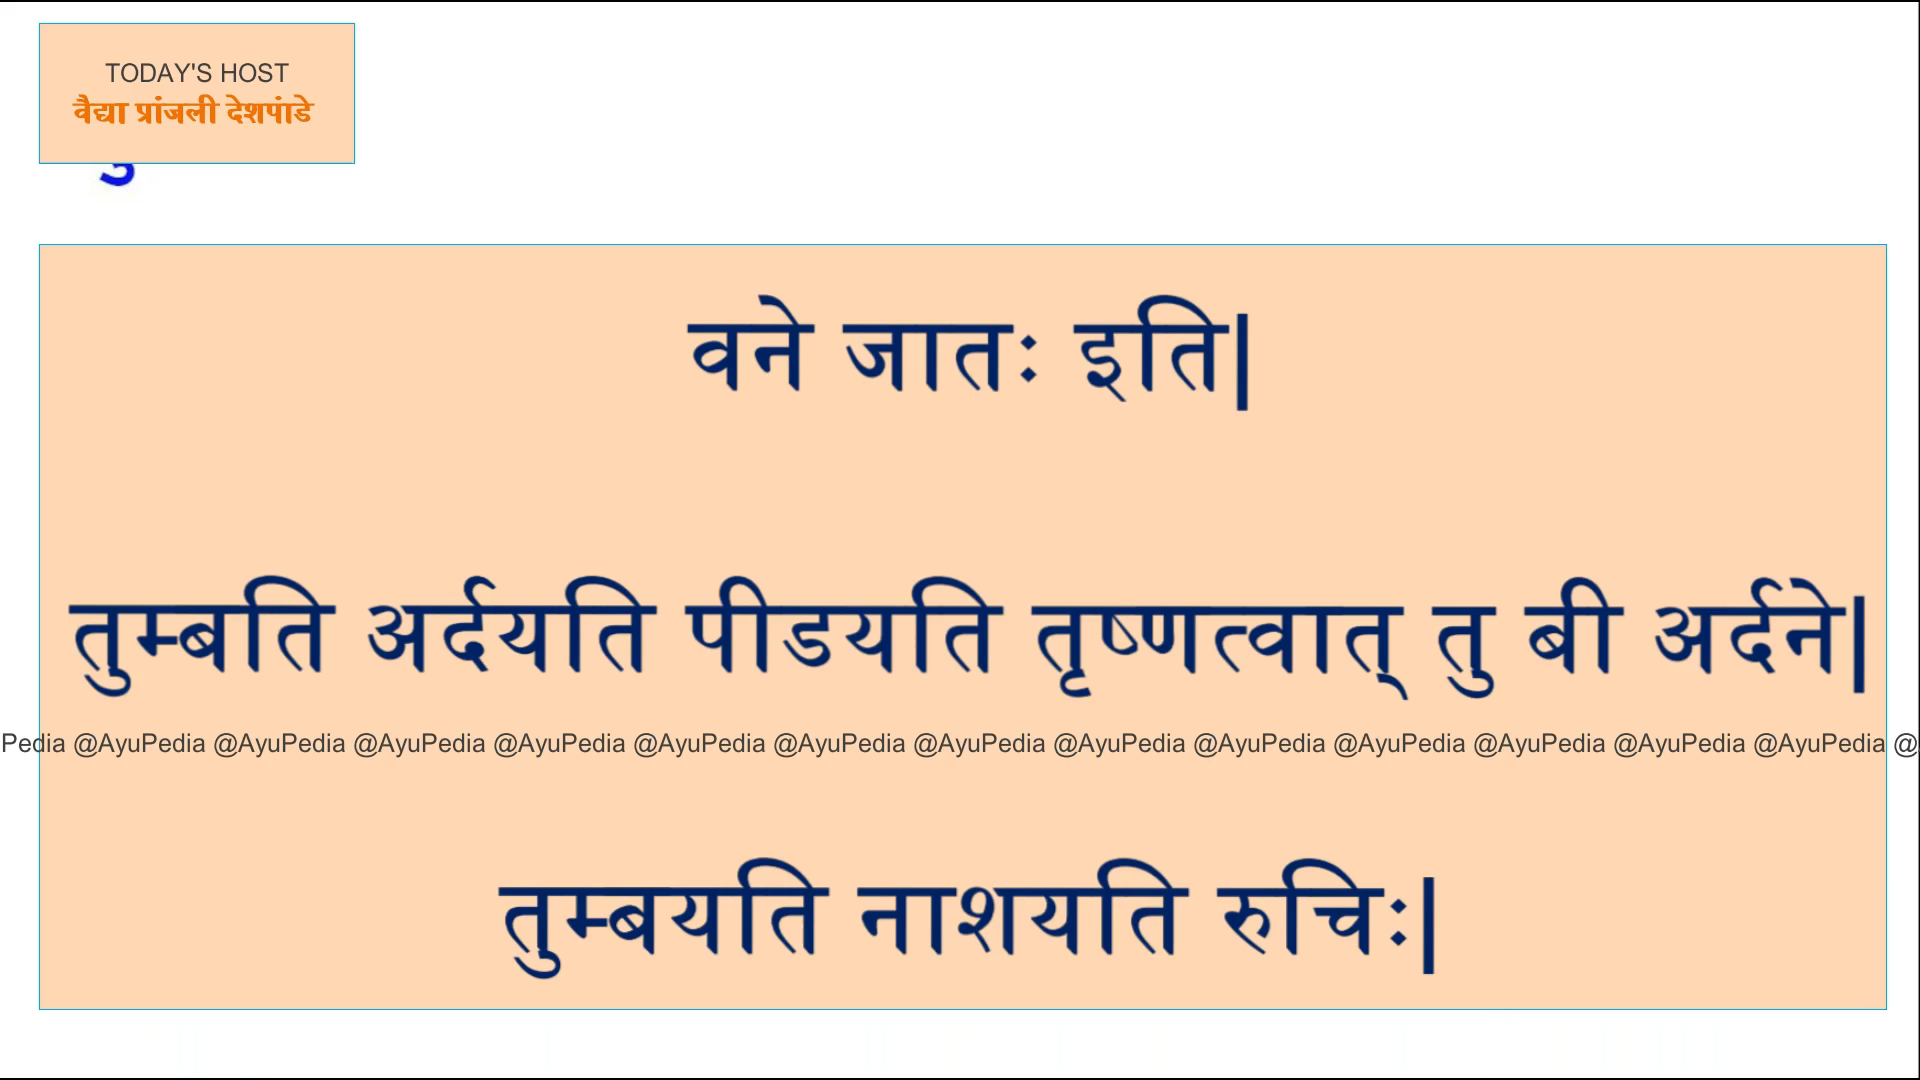 TODAY'S HOST
वैद्या प्रांजली देशपांडे
वने जातः इति|
तुम्बति अर्दयति पीडयति तृष्णत्वात् तु बी अर्दने|
Pedia @AyuPedia @AyuPedia @AyuPedia @AyuPedia @AyuPedia @AyuPedia @AyuPedia @AyuPedia @AyuPedia @AyuPedia @AyuPedia @AyuPedia @AyuPedia @
तुम्बयति नाशयति रुचिः|